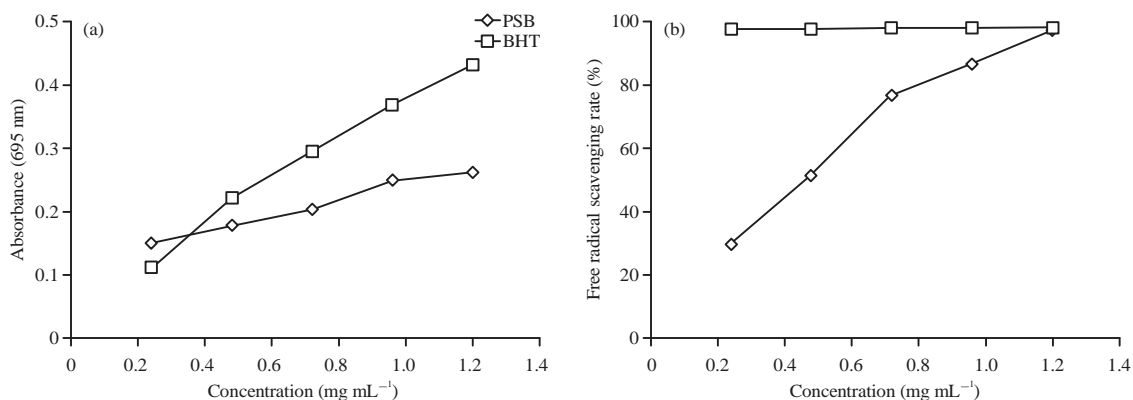 (a)
PSB
BHT
0.5
0.4
0.3
0.2
0.1
0
Absorbance (695 nm)
0 0.2 0.4 0.6 0.8 1.0 1.2 1.4
Concentration (mg mL⁻¹)
(b)
100
80
60
40
20
0
Free radical scavenging rate (%)
0 0.2 0.4 0.6 0.8 1.0 1.2 1.4
Concentration (mg mL⁻¹)